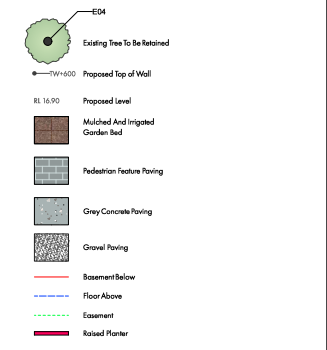 E04
Existing Tree To Be Retained
TW+600 Proposed Top of Wall
RL 16.90 Proposed Level
Mulched And Irrigated
Garden Bed
Pedestrian Feature Paving
Grey Concrete Paving
Gravel Paving
Basement Below
Floor Above
Easement
Raised Planter